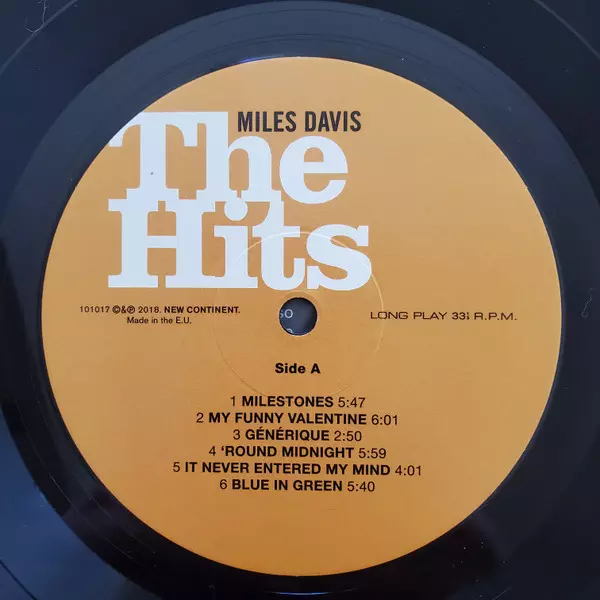 MILES DAVIS
The
Hits
101017 ©&℗ 2018. NEW CONTINENT.
Made in the E.U.
LONG PLAY 33⅓ R.P.M.
Side A
1 MILESTONES 5:47
2 MY FUNNY VALENTINE 6:01
3 GÉNÉRIQUE 2:50
4 ‘ROUND MIDNIGHT 5:59
5 IT NEVER ENTERED MY MIND 4:01
6 BLUE IN GREEN 5:40